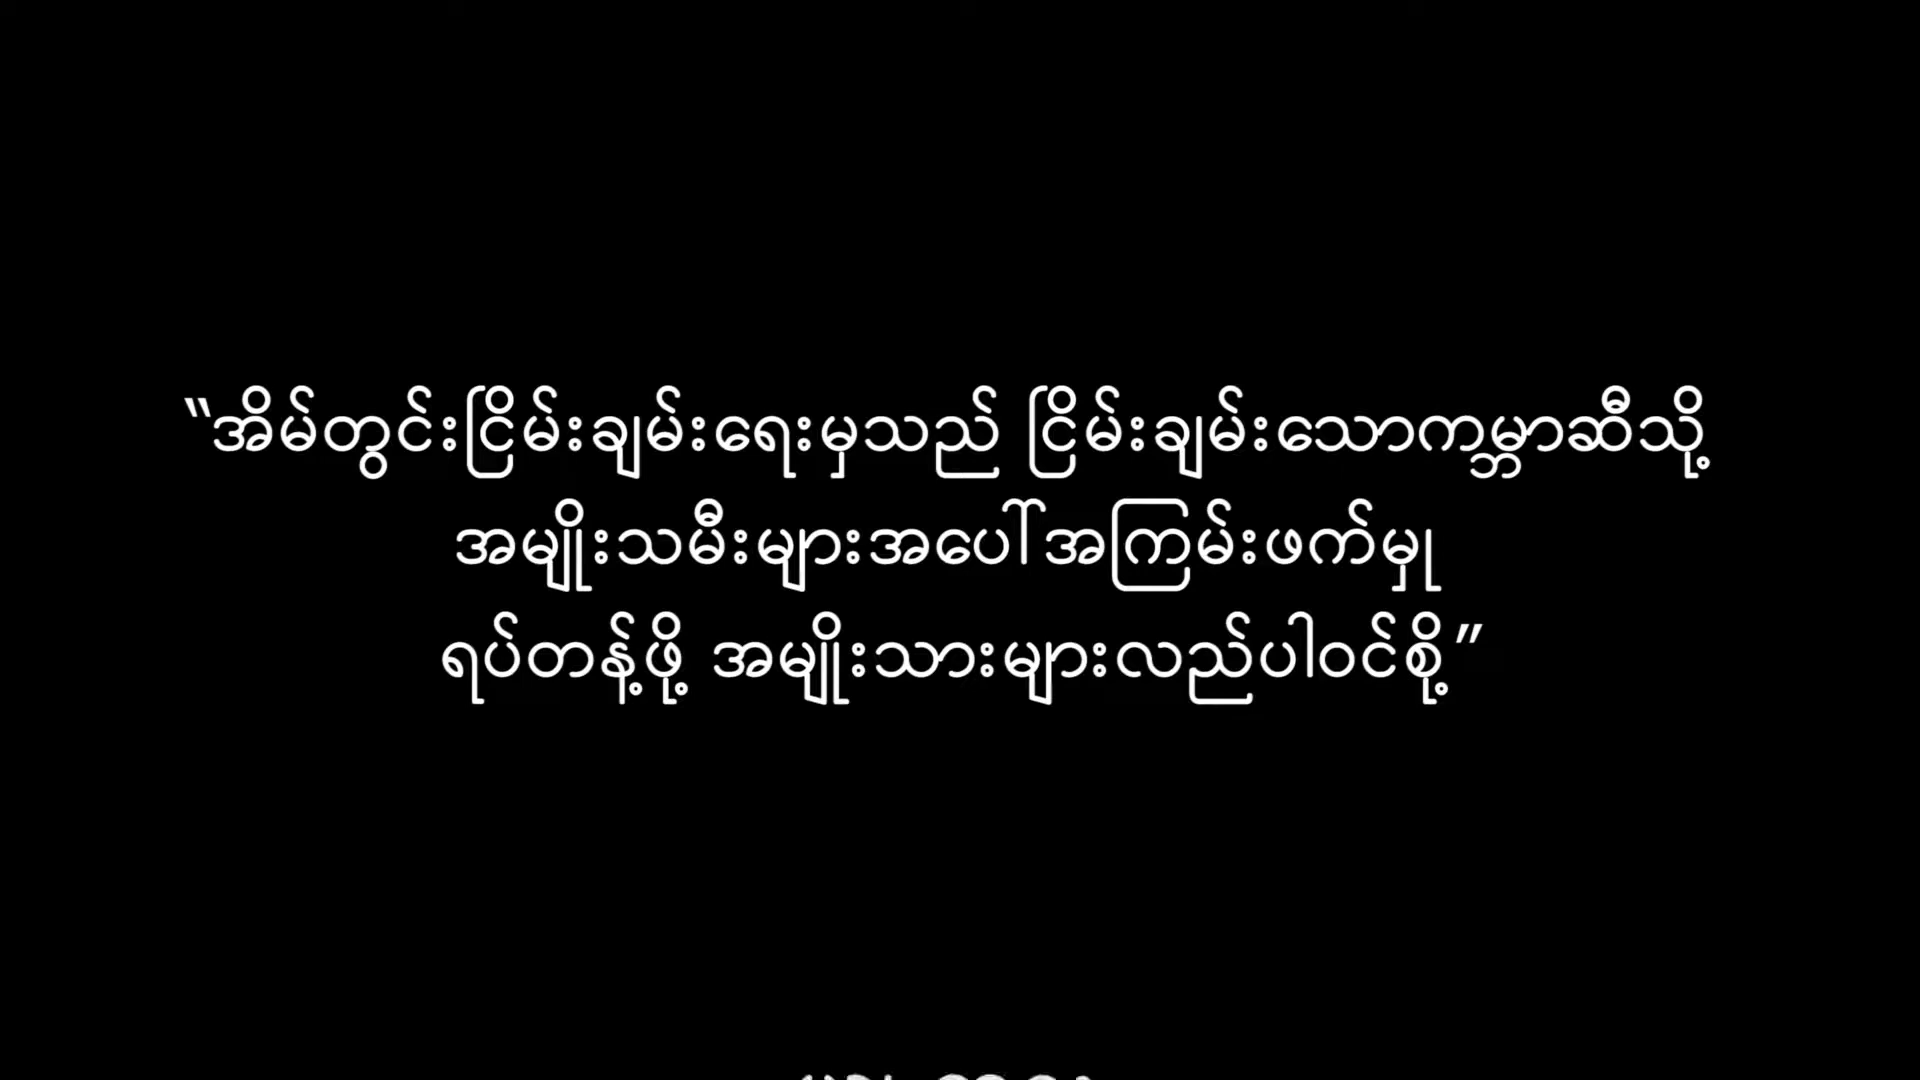 “အိမ်တွင်းငြိမ်းချမ်းရေးမှသည် ငြိမ်းချမ်းသောကမ္ဘာဆီသို့
အမျိုးသမီးများအပေါ်အကြမ်းဖက်မှု
ရပ်တန့်ဖို့ အမျိုးသားများလည်ပါဝင်စို့”